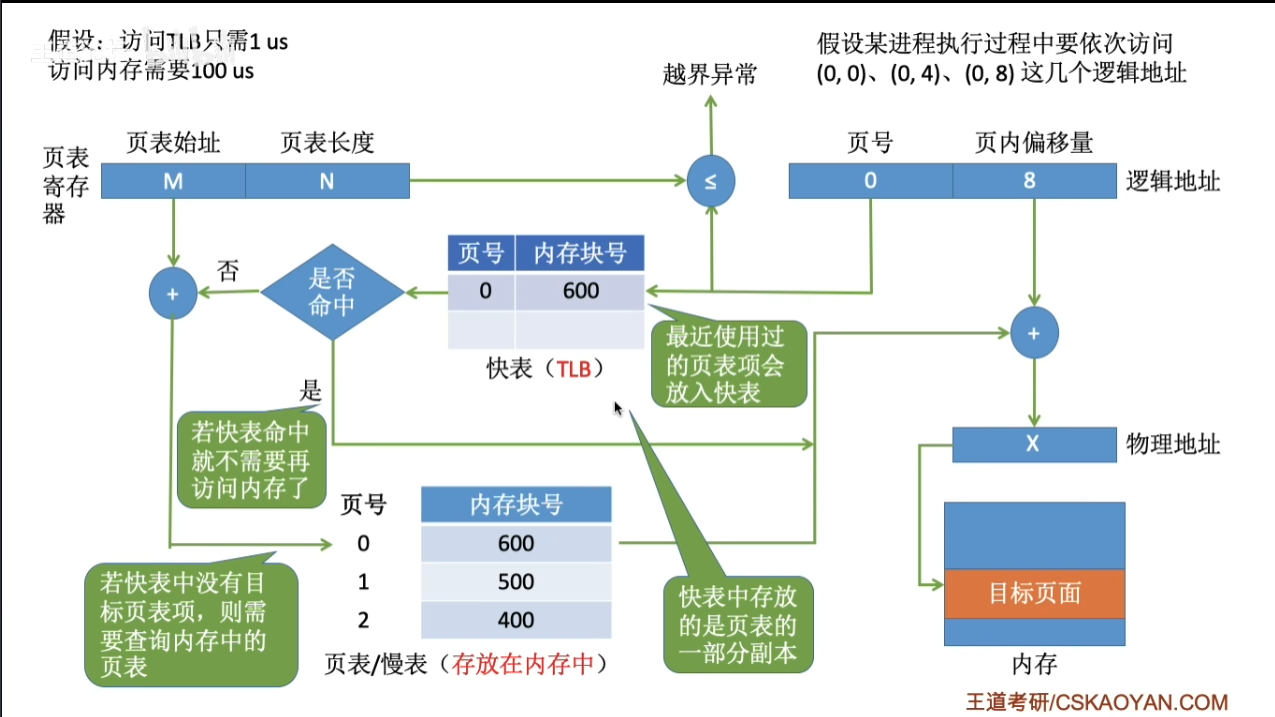 假设：访问TLB只需1 us
访问内存需要100 us
假设某进程执行过程中要依次访问
(0, 0)、(0, 4)、(0, 8) 这几个逻辑地址
越界异常
页表始址
页表长度
页号
页内偏移量
页表
寄存
器
M
N
≤
0
8
逻辑地址
页号
内存块号
0
600
快表（TLB）
是否
命中
否
是
+
+
最近使用过
的页表项会
放入快表
若快表命中
就不需要再
访问内存了
X
物理地址
页号
内存块号
0
600
1
500
2
400
页表/慢表（存放在内存中）
若快表中没有目
标页表项，则需
要查询内存中的
页表
快表中存放
的是页表的
一部分副本
目标页面
内存
王道考研/CSKAOYAN.COM